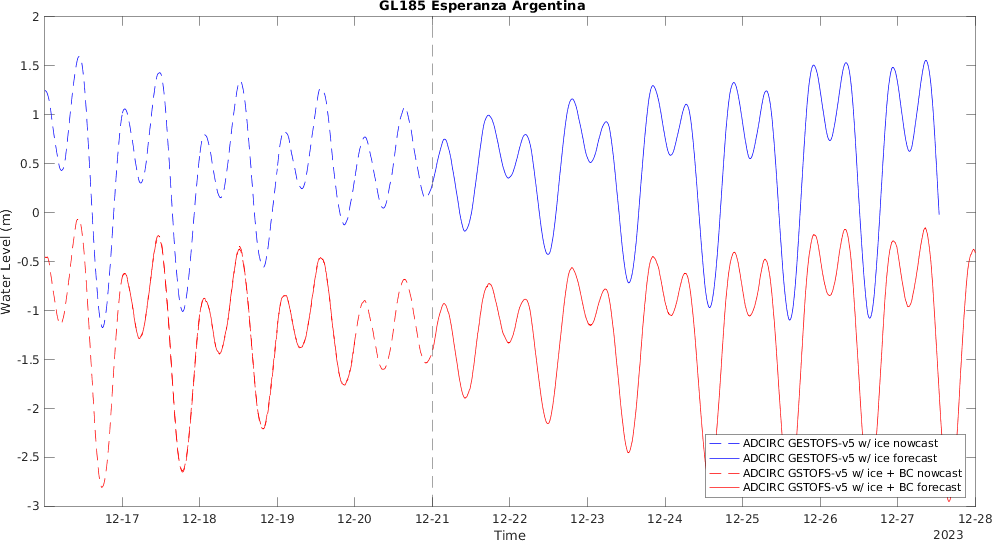 GL185 Esperanza Argentina
2
1.5
1
0.5
0
-0.5
-1
-1.5
-2
-2.5
-3
Water Level (m)
ADCIRC GESTOFS-v5 w/ ice nowcast
ADCIRC GESTOFS-v5 w/ ice forecast
ADCIRC GSTOFS-v5 w/ ice + BC nowcast
ADCIRC GSTOFS-v5 w/ ice + BC forecast
12-17 12-18 12-19 12-20 12-21 12-22 12-23 12-24 12-25 12-26 12-27 12-28
Time
2023